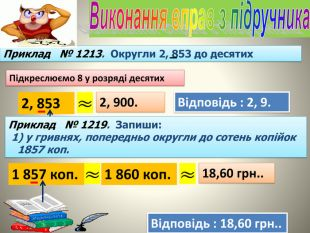 Виконання вправ з підручника
Приклад № 1213. Округли 2, 853 до десятих
Підкреслюємо 8 у розряді десятих
2, 853 ≈ 2, 900. Відповідь : 2, 9.
Приклад № 1219. Запиши:
1) у гривнях, попередньо округли до сотень копійок
1857 коп.
1 857 коп. ≈ 1 860 коп. ≈ 18,60 грн..
Відповідь : 18,60 грн..